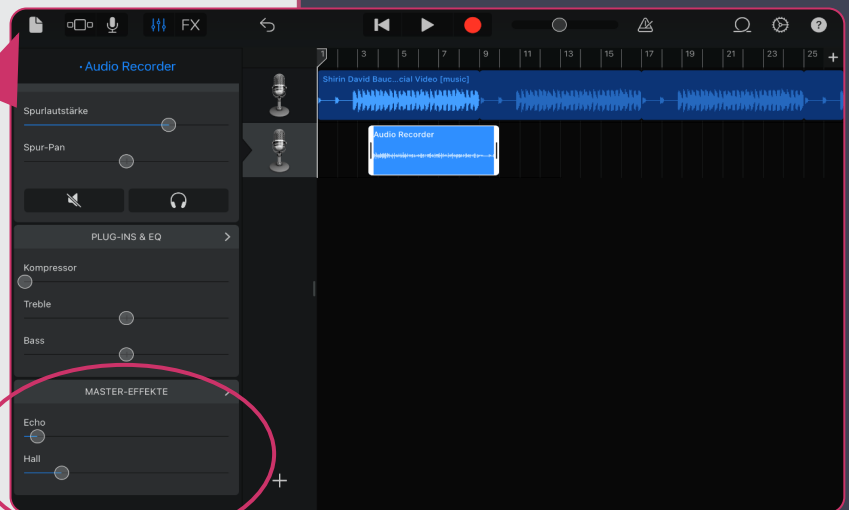 FX
?
· Audio Recorder
1 3 5 7 9 11 13 15 17 19 21 23 25 +
Shirin David Bauc...cial Video [music]
Audio Recorder
Spurlautstärke
Spur-Pan
PLUG-INS & EQ
Kompressor
Treble
Bass
MASTER-EFFEKTE
Echo
Hall
+